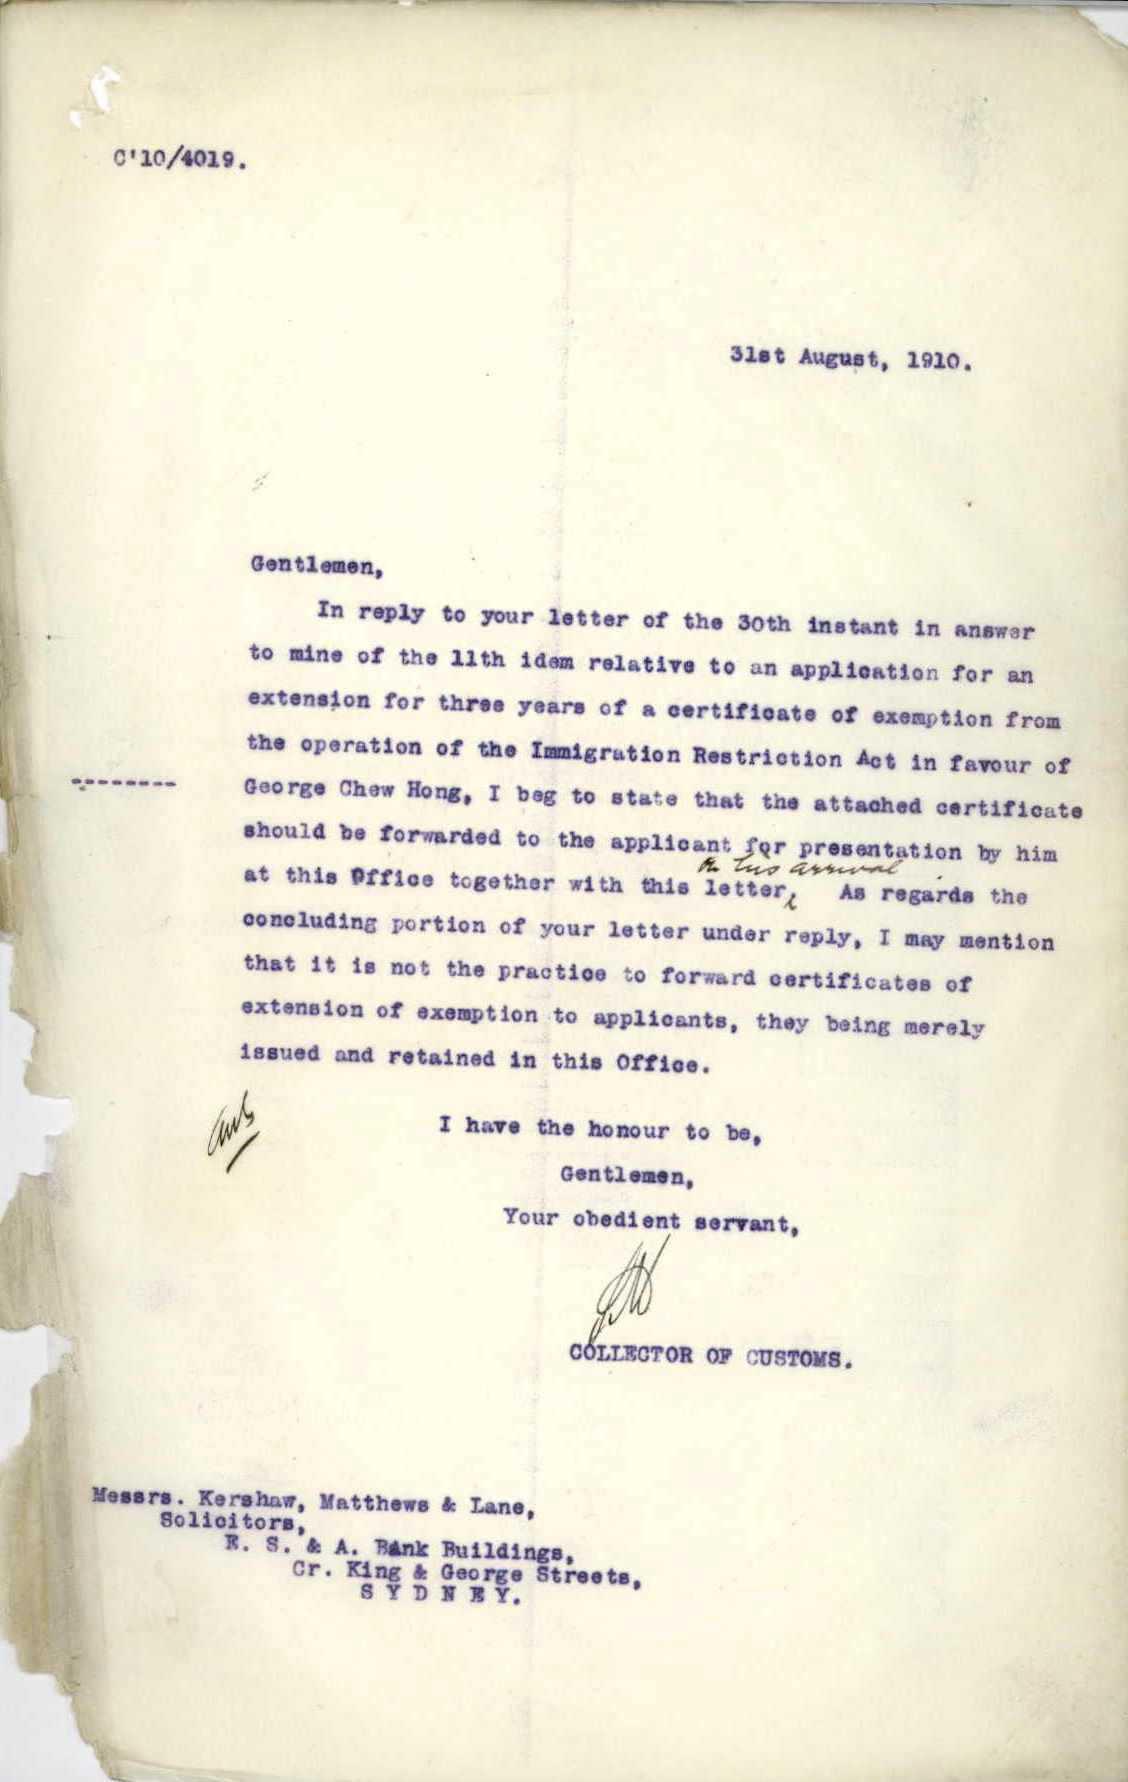 C'10/4019.
31st August, 1910.
Gentlemen,
In reply to your letter of the 30th instant in answer
to mine of the 11th idem relative to an application for an
extension for three years of a certificate of exemption from
the operation of the Immigration Restriction Act in favour of
--------
George Chew Hong, I beg to state that the attached certificate
should be forwarded to the applicant for presentation by him
on his arrival
at this Office together with this letter. As regards the
concluding portion of your letter under reply, I may mention
that it is not the practice to forward certificates of
extension of exemption to applicants, they being merely
issued and retained in this Office.
I have the honour to be,
Gentlemen,
Your obedient servant,
COLLECTOR OF CUSTOMS.
Messrs. Kershaw, Matthews & Lane,
Solicitors,
E. S. & A. Bank Buildings,
Cr. King & George Streets,
S Y D N E Y.